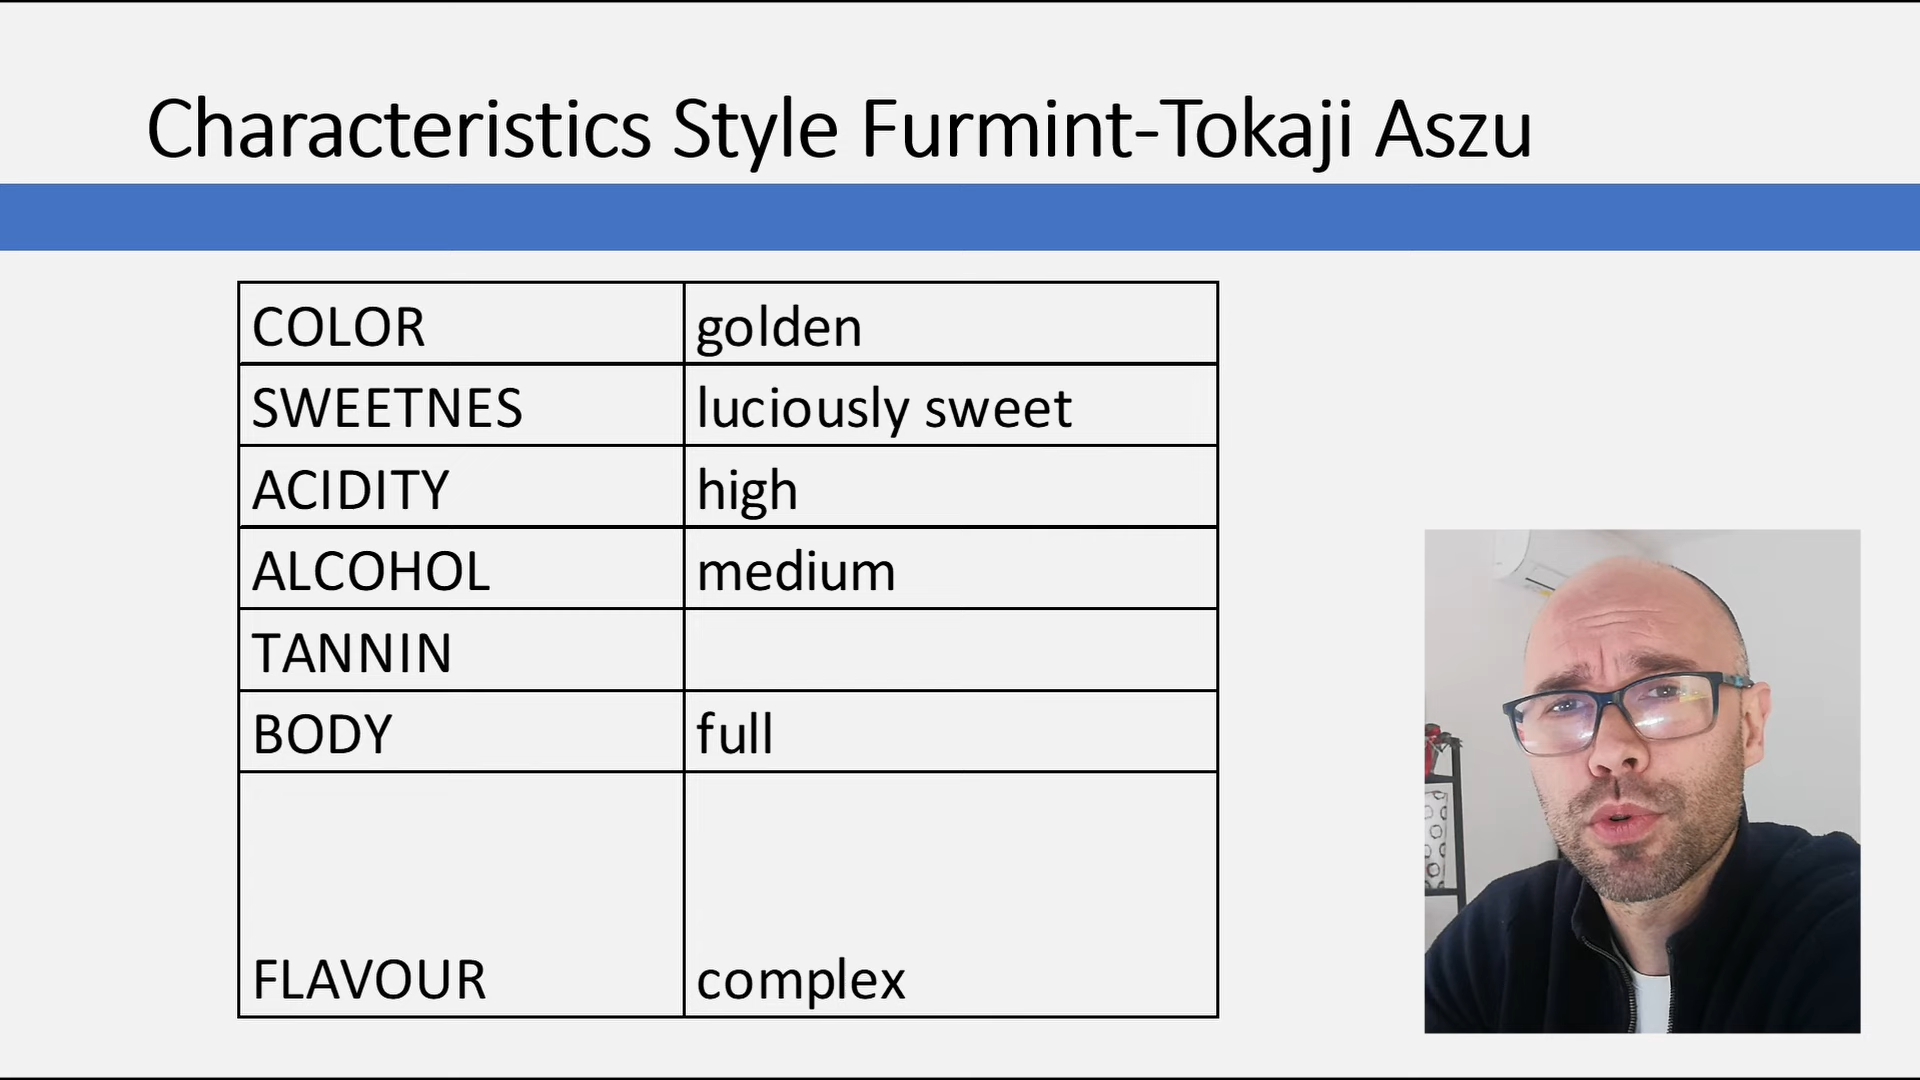 Characteristics Style Furmint-Tokaji Aszu
COLOR golden
SWEETNES luciously sweet
ACIDITY high
ALCOHOL medium
TANNIN
BODY full
FLAVOUR complex